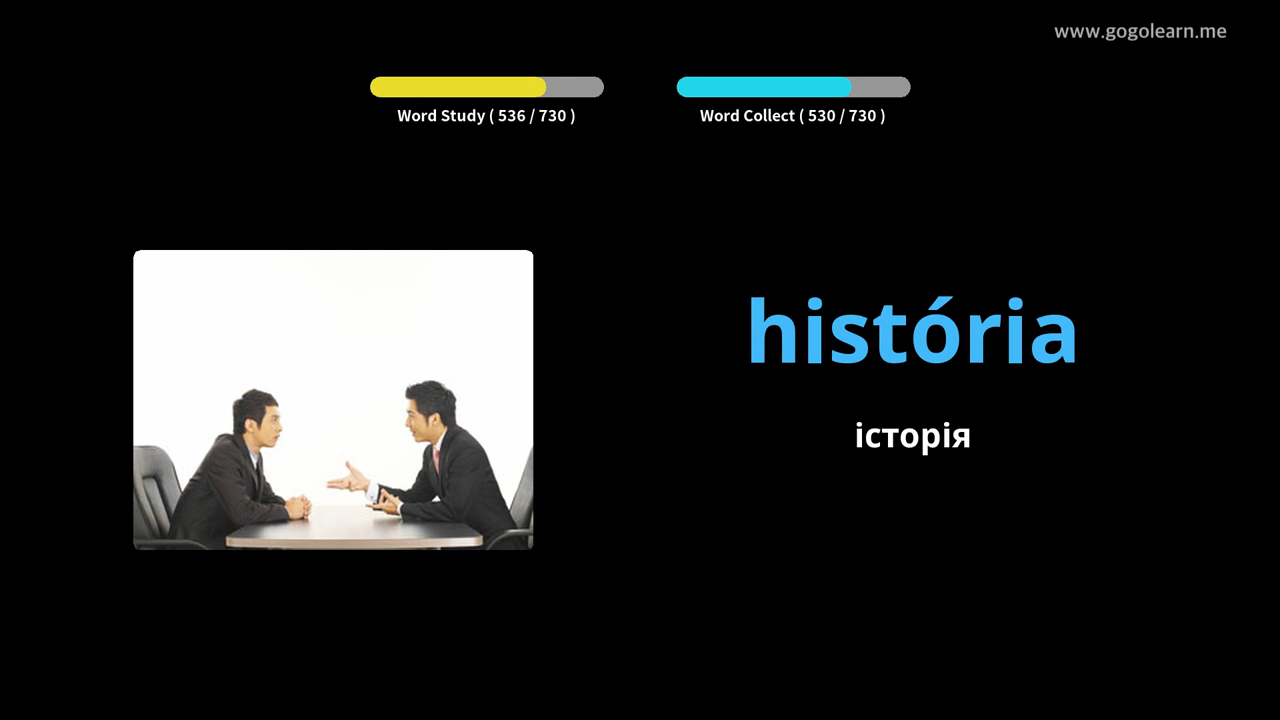 www.gogolearn.me
Word Study ( 536 / 730 )
Word Collect ( 530 / 730 )
história
історія